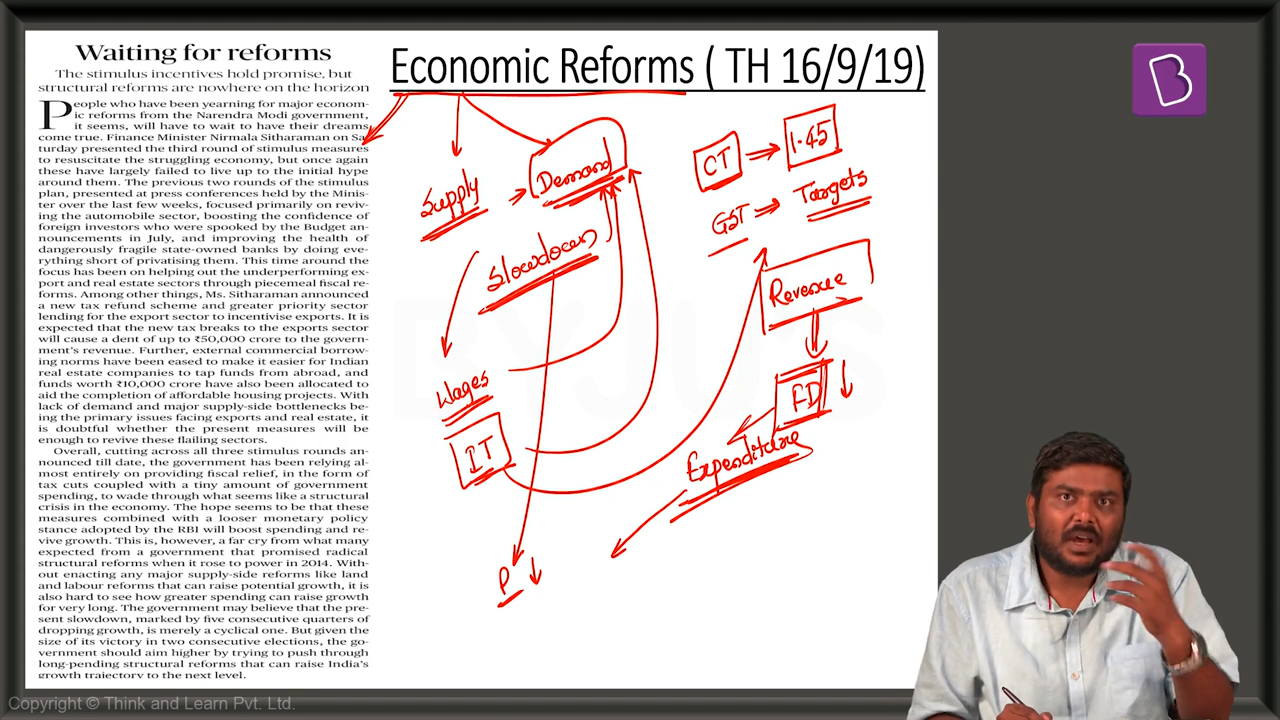 Waiting for reforms
The stimulus incentives hold promise, but
structural reforms are nowhere on the horizon
People who have been yearning for major econom-
ic reforms from the Narendra Modi government,
it seems, will have to wait to have their dreams
come true. Finance Minister Nirmala Sitharaman on Sa-
turday presented the third round of stimulus measures
to resuscitate the struggling economy, but once again
these have largely failed to live up to the initial hype
around them. The previous two rounds of the stimulus
plan, presented at press conferences held by the Minis-
ter over the last few weeks, focused primarily on reviv-
ing the automobile sector, boosting the confidence of
foreign investors who were spooked by the Budget an-
nouncements in July, and improving the health of
dangerously fragile state-owned banks by doing eve-
rything short of privatising them. This time around the
focus has been on helping out the underperforming ex-
port and real estate sectors through piecemeal fiscal re-
forms. Among other things, Ms. Sitharaman announced
a new tax refund scheme and greater priority sector
lending for the export sector to incentivise exports. It is
expected that the new tax breaks to the exports sector
will cause a dent of up to ₹50,000 crore to the govern-
ment's revenue. Further, external commercial borrow-
ing norms have been eased to make it easier for Indian
real estate companies to tap funds from abroad, and
funds worth ₹10,000 crore have also been allocated to
aid the completion of affordable housing projects. With
lack of demand and major supply-side bottlenecks be-
ing the primary issues facing exports and real estate, it
is doubtful whether the present measures will be
enough to revive these flailing sectors.
Overall, cutting across all three stimulus rounds an-
nounced till date, the government has been relying al-
most entirely on providing fiscal relief, in the form of
tax cuts coupled with a tiny amount of government
spending, to wade through what seems like a structural
crisis in the economy. The hope seems to be that these
measures combined with a looser monetary policy
stance adopted by the RBI will boost spending and re-
vive growth. This is, however, a far cry from what many
expected from a government that promised radical
structural reforms when it rose to power in 2014. With-
out enacting any major supply-side reforms like land
and labour reforms that can raise potential growth, it is
also hard to see how greater spending can raise growth
for very long. The government may believe that the pre-
sent slowdown, marked by five consecutive quarters of
dropping growth, is merely a cyclical one. But given the
size of its victory in two consecutive elections, the go-
vernment should aim higher by trying to push through
long-pending structural reforms that can raise India's
growth trajectory to the next level.
Economic Reforms ( TH 16/9/19)
Supply
Demand
Slowdown
Wages
IT
P
CT 1.45
GST Targets
Revenue
FD
Expenditure
BYJU'S
B
Copyright © Think and Learn Pvt. Ltd.